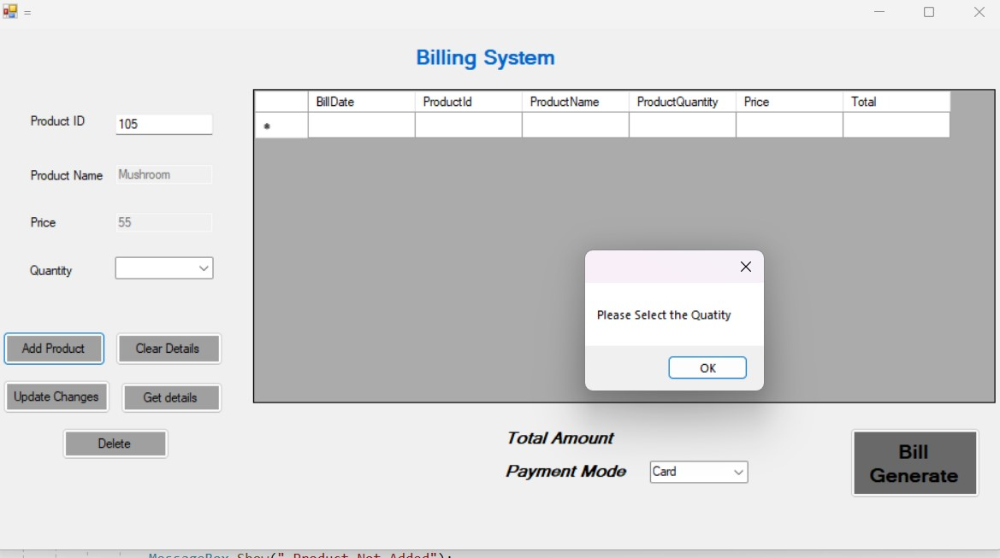 =
Billing System
BillDate ProductId ProductName ProductQuantity Price Total
Product ID 105
Product Name Mushroom
Price 55
Quantity
Please Select the Quatity
OK
Add Product Clear Details
Update Changes Get details
Delete
Total Amount
Payment Mode Card
Bill
Generate
MessageBox.Show(" Product Not Added");